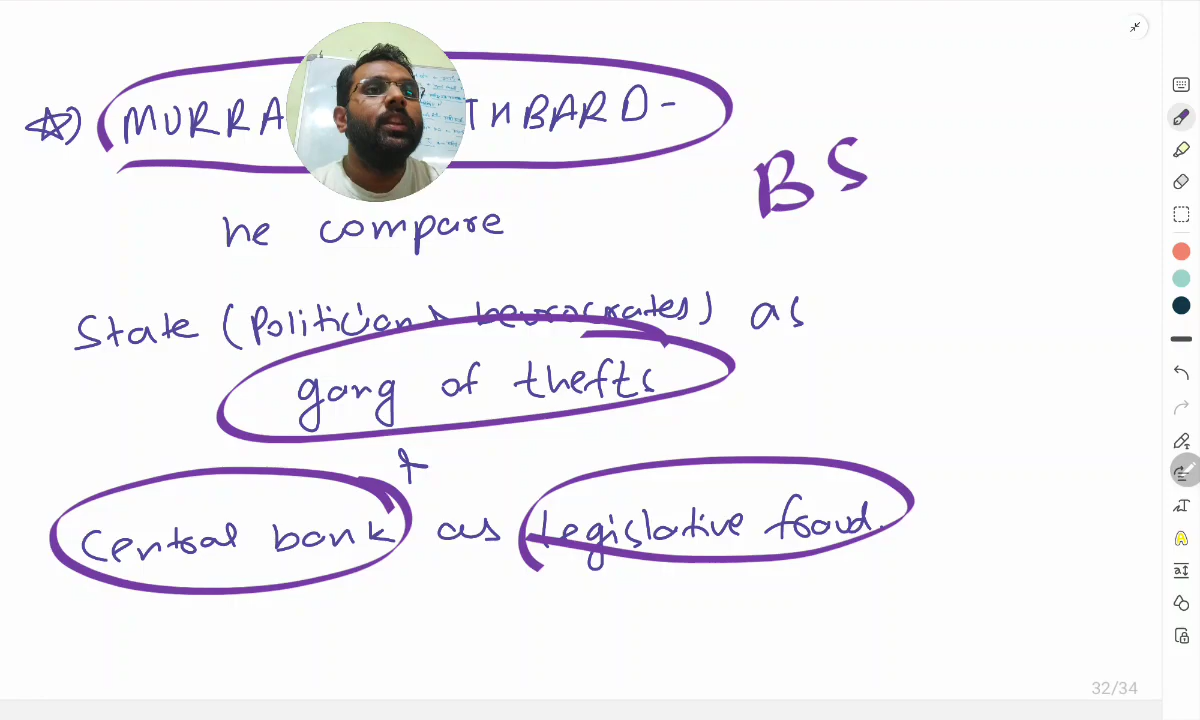 MURRA THBARD-
BS
he compare
State (Politician & beurocrates) as
gang of thefts
+
Central bank as legislative fraud.
32/34